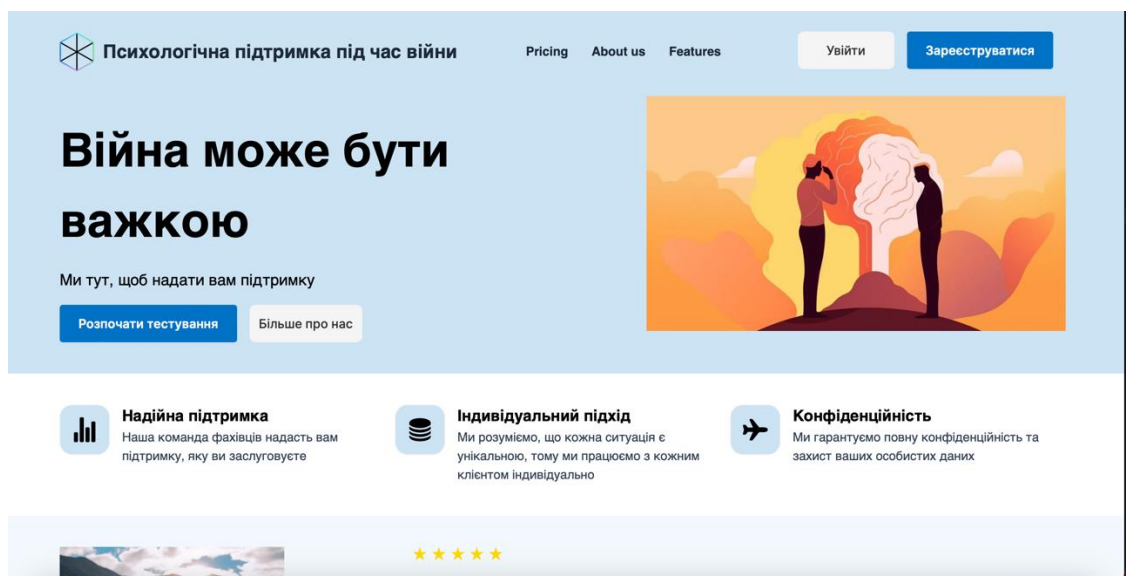 Психологічна підтримка під час війни
Pricing
About us
Features
Увійти
Зареєструватися
Війна може бути
важкою
Ми тут, щоб надати вам підтримку
Розпочати тестування
Більше про нас
Надійна підтримка
Наша команда фахівців надасть вам
підтримку, яку ви заслуговуєте
Індивідуальний підхід
Ми розуміємо, що кожна ситуація є
унікальною, тому ми працюємо з кожним
клієнтом індивідуально
Конфіденційність
Ми гарантуємо повну конфіденційність та
захист ваших особистих даних